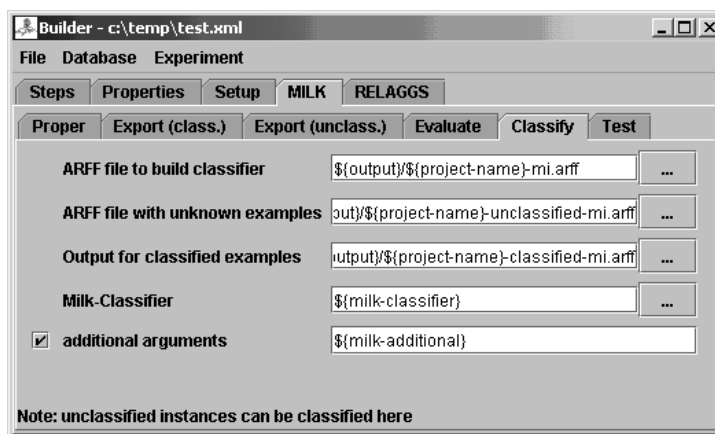 Builder - c:\temp\test.xml
File Database Experiment
Steps Properties Setup MILK RELAGGS
Proper Export (class.) Export (unclass.) Evaluate Classify Test
ARFF file to build classifier ${output}/${project-name}-mi.arff ...
ARFF file with unknown examples out}/${project-name}-unclassified-mi.arff ...
Output for classified examples utput}/${project-name}-classified-mi.arff ...
Milk-Classifier ${milk-classifier} ...
additional arguments ${milk-additional}
Note: unclassified instances can be classified here